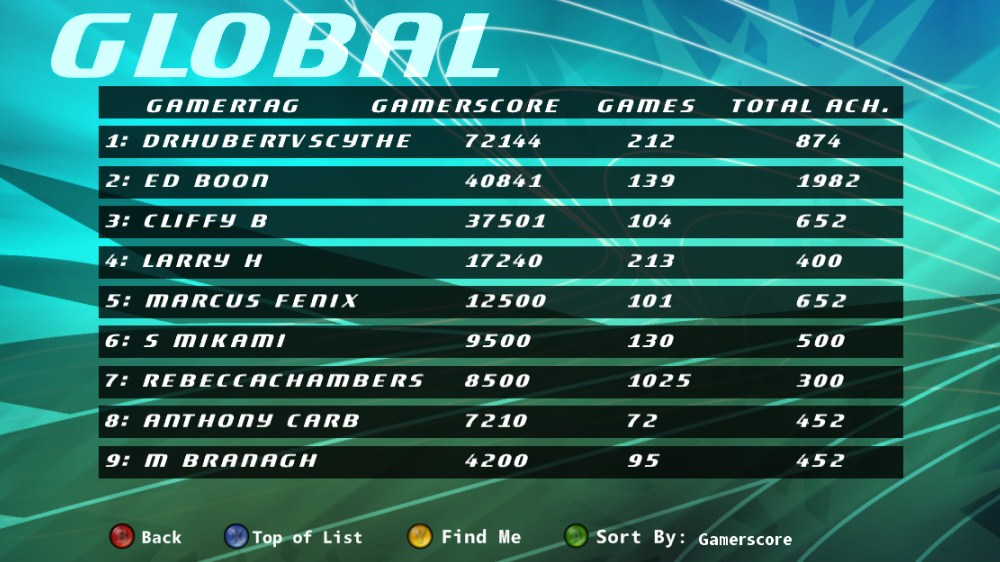 GLOBAL
GAMERTAG GAMERSCORE GAMES TOTAL ACH.
1: DRHUBERTVSCYTHE 72144 212 874
2: ED BOON 40841 139 1982
3: CLIFFY B 37501 104 652
4: LARRY H 17240 213 400
5: MARCUS FENIX 12500 101 652
6: S MIKAMI 9500 130 500
7: REBECCACHAMBERS 8500 1025 300
8: ANTHONY CARB 7210 72 452
9: M BRANAGH 4200 95 452
Back Top of List Find Me Sort By: Gamerscore